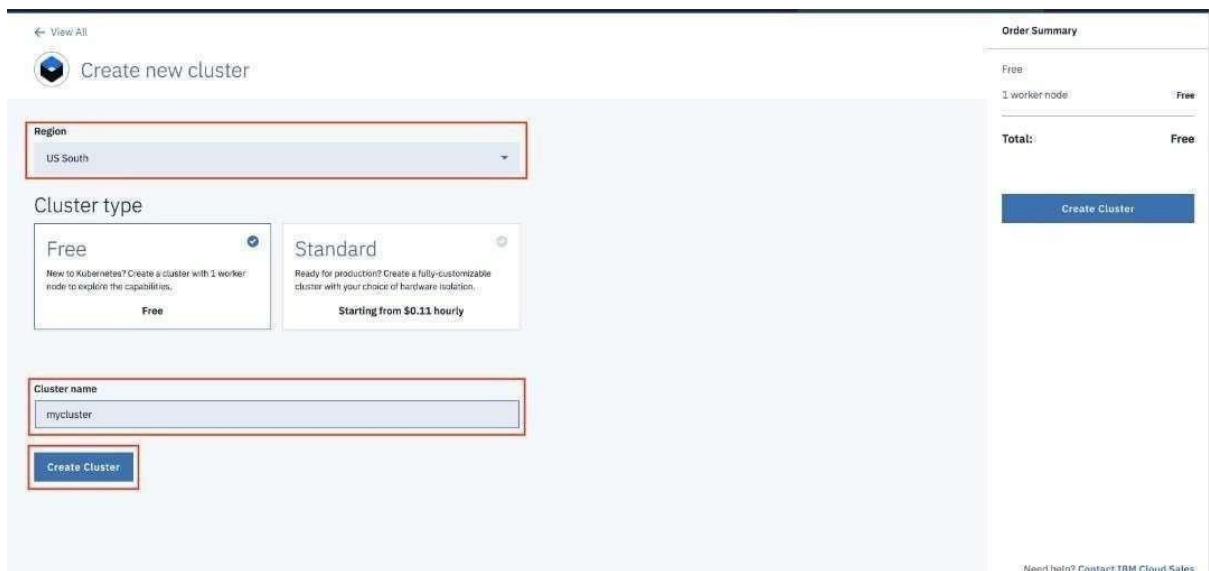 ← View All
Create new cluster
Region
US South
Cluster type
Free
New to Kubernetes? Create a cluster with 1 worker
node to explore the capabilities.
Free
Standard
Ready for production? Create a fully-customizable
cluster with your choice of hardware isolation.
Starting from $0.11 hourly
Cluster name
mycluster
Create Cluster
Order Summary
Free
1 worker node Free
Total: Free
Create Cluster
Need help? Contact IBM Cloud Sales